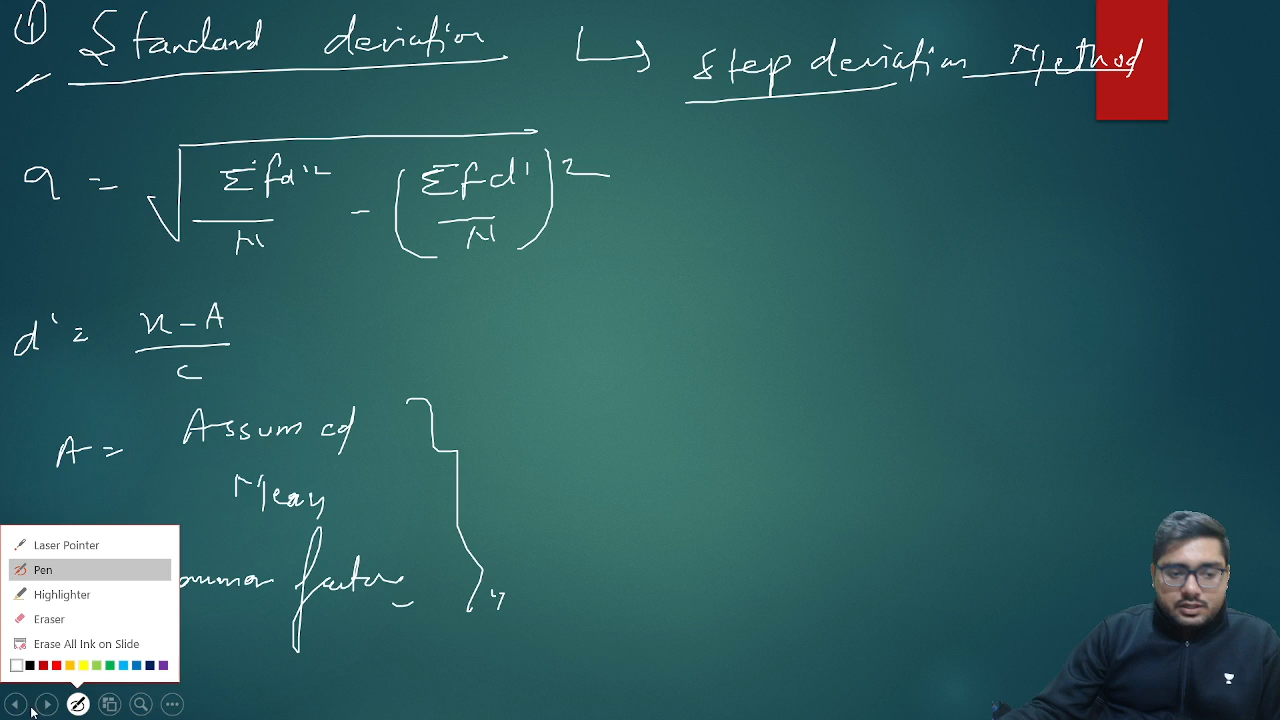 ① Standard deviation ↳ Step deviation Method
σ = √ Σfd'² / N - ( Σfd' / N )²
d' = x - A / c
A = Assumed
Mean
ommon factor
Laser Pointer
Pen
Highlighter
Eraser
Erase All Ink on Slide